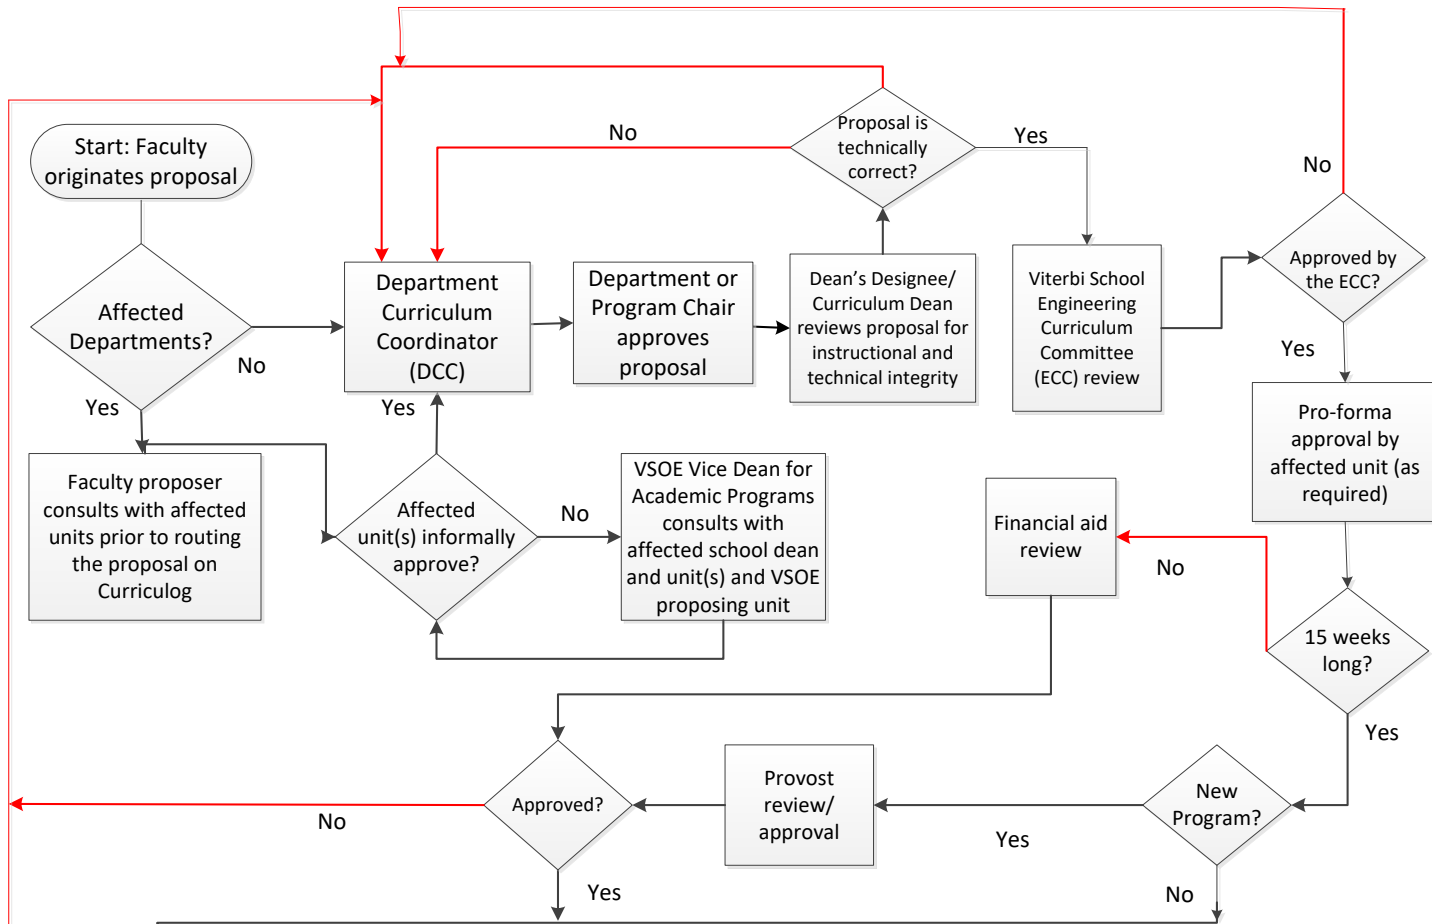 Start: Faculty
originates proposal
Affected
Departments?
No
Yes
Faculty proposer
consults with affected
units prior to routing
the proposal on
Curriculog
Department
Curriculum
Coordinator
(DCC)
Yes
Affected
unit(s) informally
approve?
No
VSOE Vice Dean for
Academic Programs
consults with
affected school dean
and unit(s) and VSOE
proposing unit
Department or
Program Chair
approves
proposal
Dean’s Designee/
Curriculum Dean
reviews proposal for
instructional and
technical integrity
Proposal is
technically
correct?
No
Yes
Viterbi School
Engineering
Curriculum
Committee
(ECC) review
Approved by
the ECC?
No
Yes
Pro-forma
approval by
affected unit (as
required)
15 weeks
long?
No
Financial aid
review
Yes
New
Program?
Yes
No
Provost
review/
approval
Approved?
No
Yes